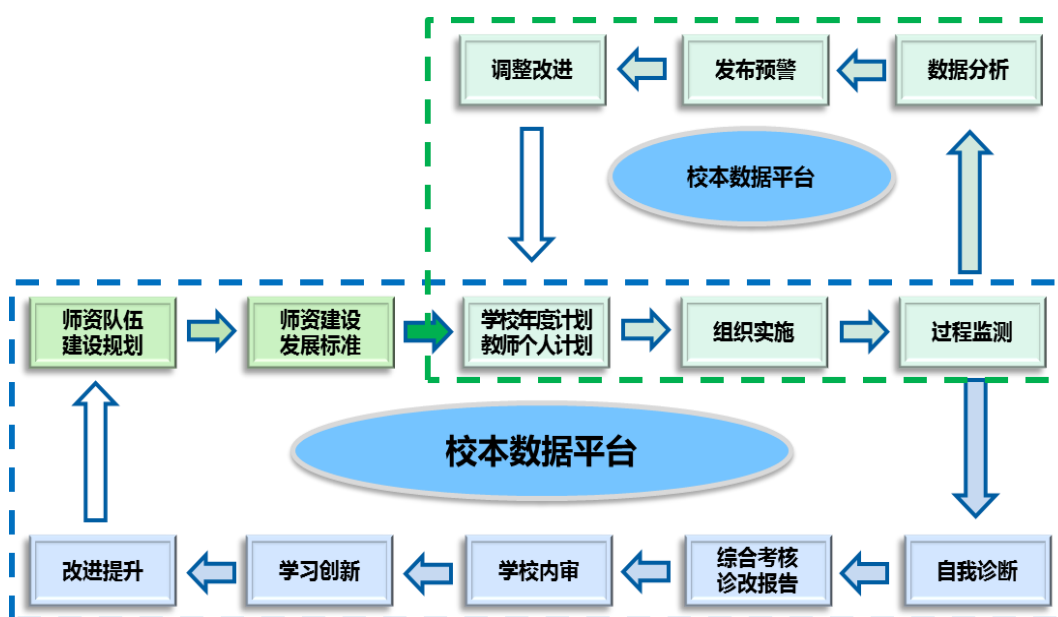 调整改进
发布预警
数据分析
校本数据平台
师资队伍
建设规划
师资建设
发展标准
学校年度计划
教师个人计划
组织实施
过程监测
校本数据平台
改进提升
学习创新
学校内审
综合考核
诊改报告
自我诊断